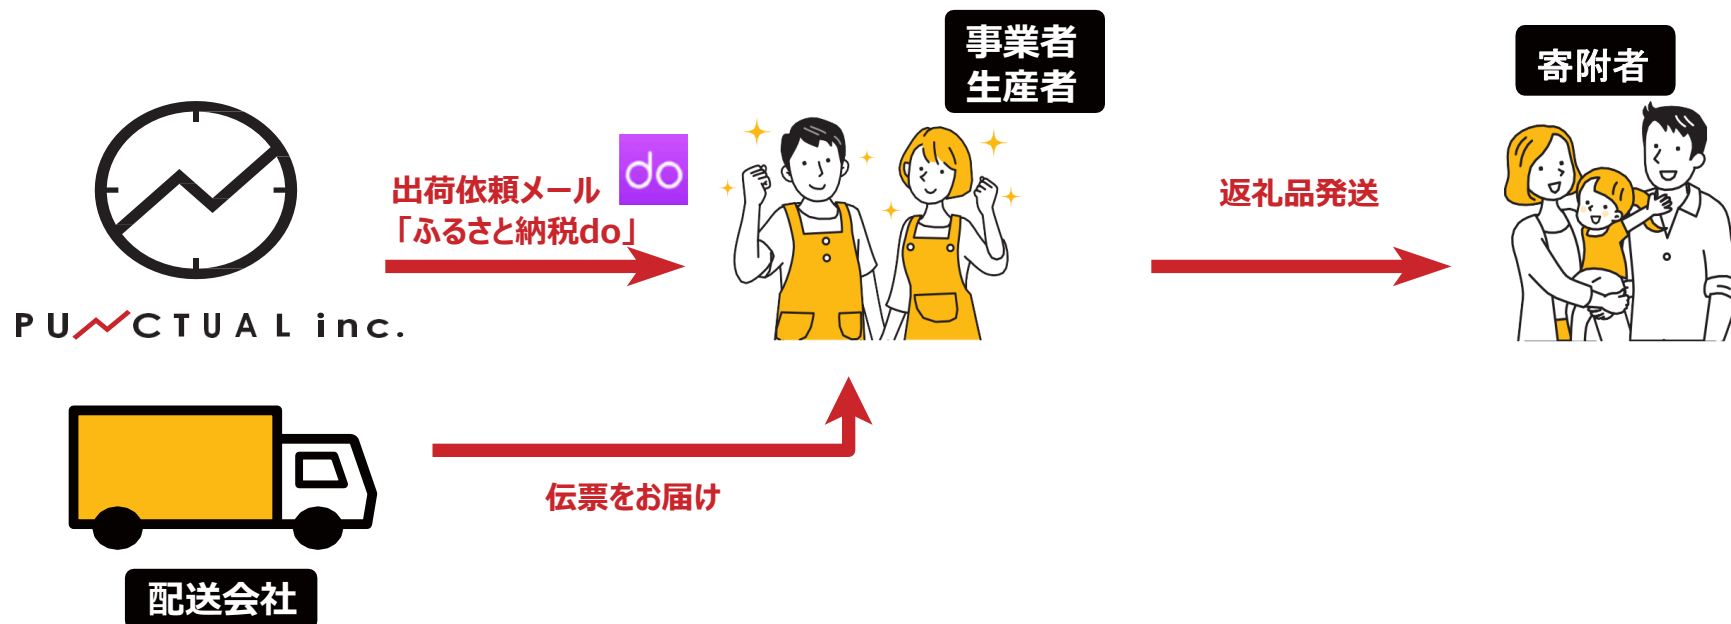 事業者
生産者
寄附者
do
出荷依頼メール
「ふるさと納税do」
返礼品発送
PUNCTUAL inc.
伝票をお届け
配送会社